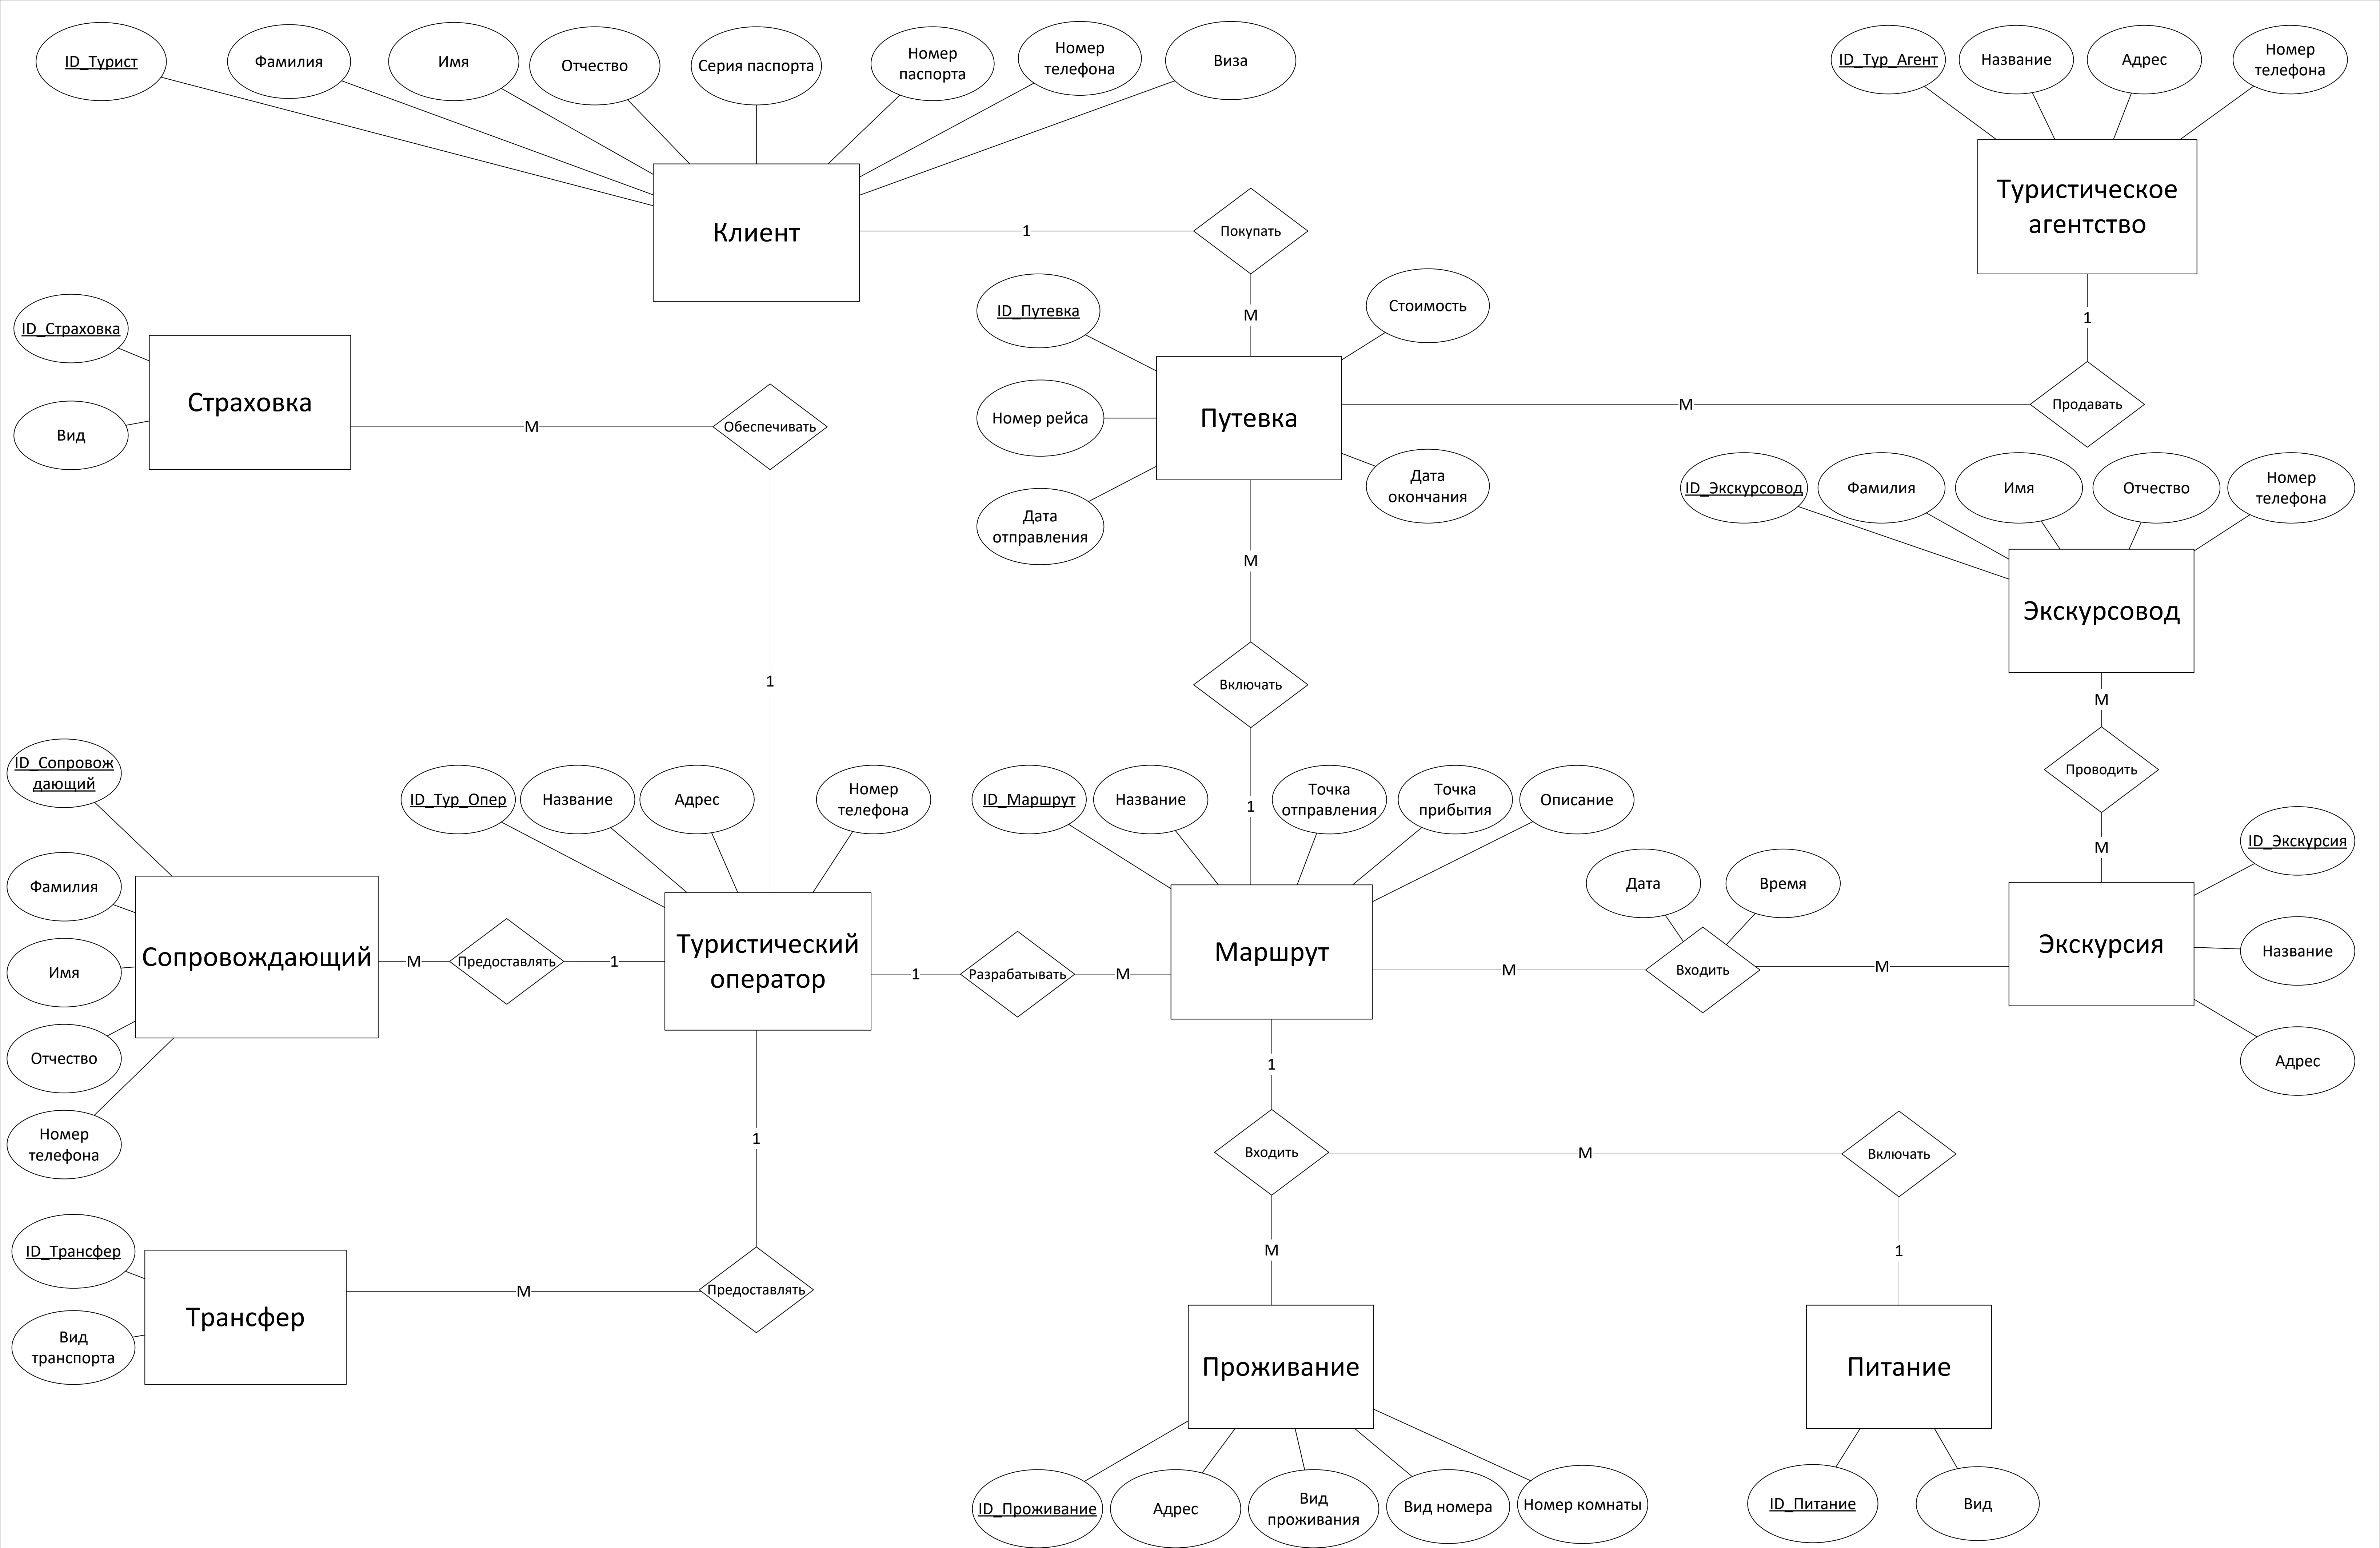 ID_Турист
Фамилия
Имя
Отчество
Серия паспорта
Номер
паспорта
Номер
телефона
Виза
ID_Тур_Агент
Название
Адрес
Номер
телефона
Клиент
1
Покупать
Туристическое
агентство
ID_Страховка
Вид
Страховка
М
Обеспечивать
1
М
ID_Путевка
Стоимость
Номер рейса
Путевка
Дата
отправления
Дата
окончания
М
1
Продавать
ID_Экскурсовод
Фамилия
Имя
Отчество
Номер
телефона
Экскурсовод
М
Включать
1
М
Проводить
М
ID_Сопровож
дающий
Фамилия
Имя
Отчество
Номер
телефона
Сопровождающий
М
Предоставлять
1
ID_Тур_Опер
Название
Адрес
Номер
телефона
Туристический
оператор
1
Разрабатывать
М
ID_Маршрут
Название
Точка
отправления
Точка
прибытия
Описание
Маршрут
М
Дата
Время
Входить
М
Экскурсия
ID_Экскурсия
Название
Адрес
1
Входить
М
Включать
1
М
1
ID_Трансфер
Вид
транспорта
Трансфер
М
Предоставлять
Проживание
Питание
ID_Проживание
Адрес
Вид
проживания
Вид номера
Номер комнаты
ID_Питание
Вид